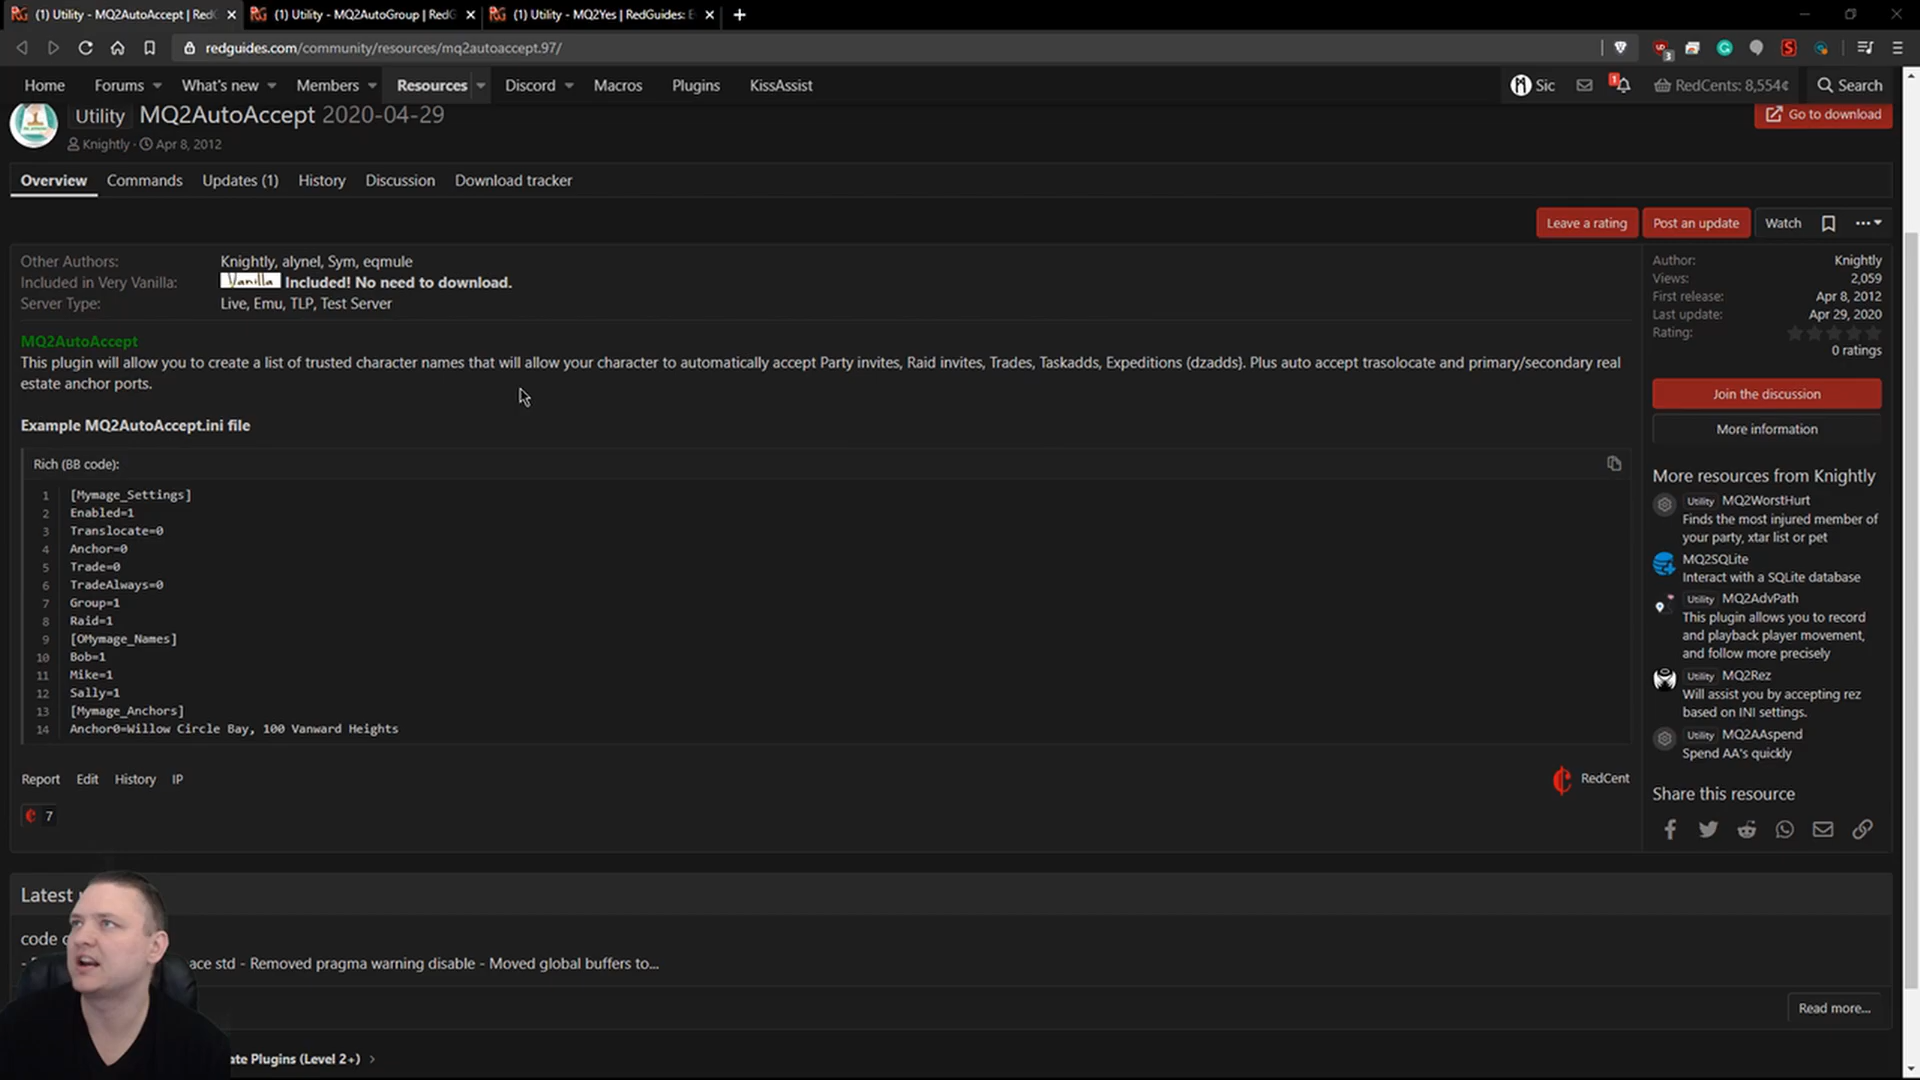 (1) Utility - MQ2AutoAccept | Red
(1) Utility - MQ2AutoGroup | Red
(1) Utility - MQ2Yes | RedGuides: E
redguides.com/community/resources/mq2autoaccept.97/
3
Home Forums What's new Members Resources Discord Macros Plugins KissAssist
Sic 1 RedCents: 8,554¢ Search
Utility MQ2AutoAccept 2020-04-29
Go to download
Knightly · Apr 8, 2012
Overview Commands Updates (1) History Discussion Download tracker
Leave a rating Post an update Watch
Other Authors: Knightly, alynel, Sym, eqmule
Included in Very Vanilla: Vanilla Included! No need to download.
Server Type: Live, Emu, TLP, Test Server
MQ2AutoAccept
This plugin will allow you to create a list of trusted character names that will allow your character to automatically accept Party invites, Raid invites, Trades, Taskadds, Expeditions (dzadds). Plus auto accept trasolocate and primary/secondary real
estate anchor ports.
Example MQ2AutoAccept.ini file
Rich (BB code):
1 [Mymage_Settings]
2 Enabled=1
3 Translocate=0
4 Anchor=0
5 Trade=0
6 TradeAlways=0
7 Group=1
8 Raid=1
9 [OMymage_Names]
10 Bob=1
11 Mike=1
12 Sally=1
13 [Mymage_Anchors]
14 Anchor0=Willow Circle Bay, 100 Vanward Heights
Report Edit History IP
RedCent
7
Author: Knightly
Views: 2,059
First release: Apr 8, 2012
Last update: Apr 29, 2020
Rating:
0 ratings
Join the discussion
More information
More resources from Knightly
Utility MQ2WorstHurt
Finds the most injured member of
your party, xtar list or pet
MQ2SQLite
Interact with a SQLite database
Utility MQ2AdvPath
This plugin allows you to record
and playback player movement,
and follow more precisely
Utility MQ2Rez
Will assist you by accepting rez
based on INI settings.
Utility MQ2AAspend
Spend AA's quickly
Share this resource
Latest
code
ace std - Removed pragma warning disable - Moved global buffers to...
Read more...
ate Plugins (Level 2+)